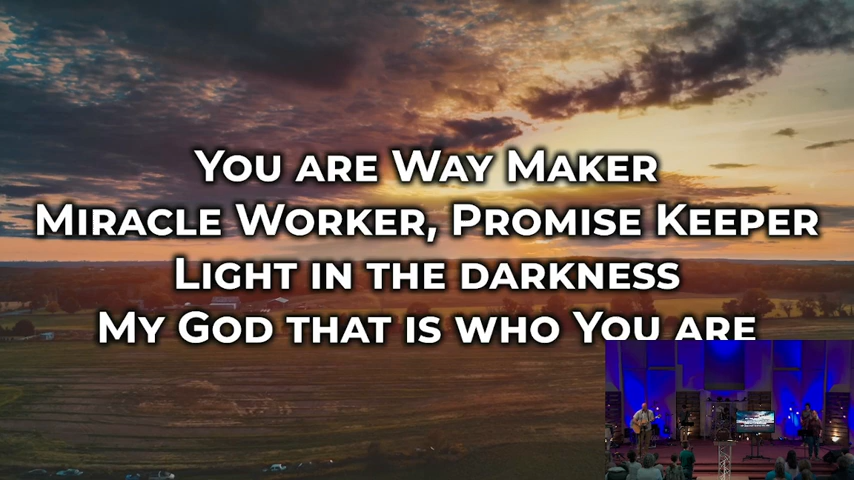 You are Way Maker
Miracle Worker, Promise Keeper
Light in the darkness
My God that is who You are